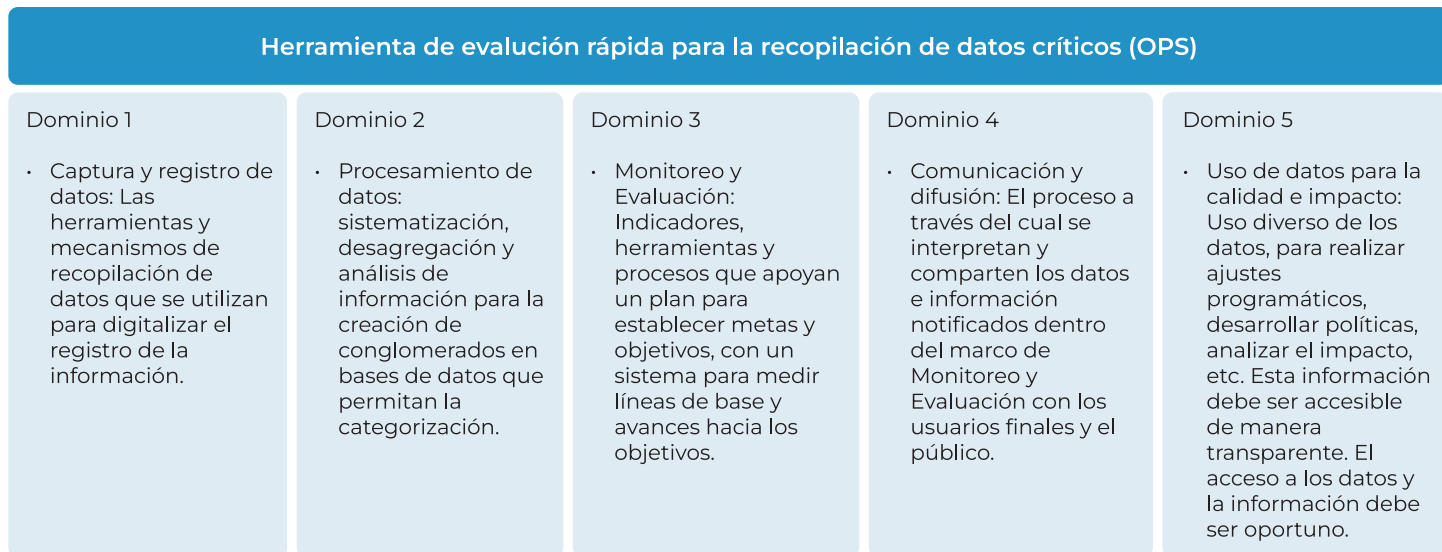 Herramienta de evalución rápida para la recopilación de datos críticos (OPS)
Dominio 1
• Captura y registro de
datos: Las
herramientas y
mecanismos de
recopilación de
datos que se utilizan
para digitalizar el
registro de la
información.
Dominio 2
• Procesamiento de
datos:
sistematización,
desagregación y
análisis de
información para la
creación de
conglomerados en
bases de datos que
permitan la
categorización.
Dominio 3
• Monitoreo y
Evaluación:
Indicadores,
herramientas y
procesos que apoyan
un plan para
establecer metas y
objetivos, con un
sistema para medir
líneas de base y
avances hacia los
objetivos.
Dominio 4
• Comunicación y
difusión: El proceso a
través del cual se
interpretan y
comparten los datos
e información
notificados dentro
del marco de
Monitoreo y
Evaluación con los
usuarios finales y el
público.
Dominio 5
• Uso de datos para la
calidad e impacto:
Uso diverso de los
datos, para realizar
ajustes
programáticos,
desarrollar políticas,
analizar el impacto,
etc. Esta información
debe ser accesible
de manera
transparente. El
acceso a los datos y
la información debe
ser oportuno.